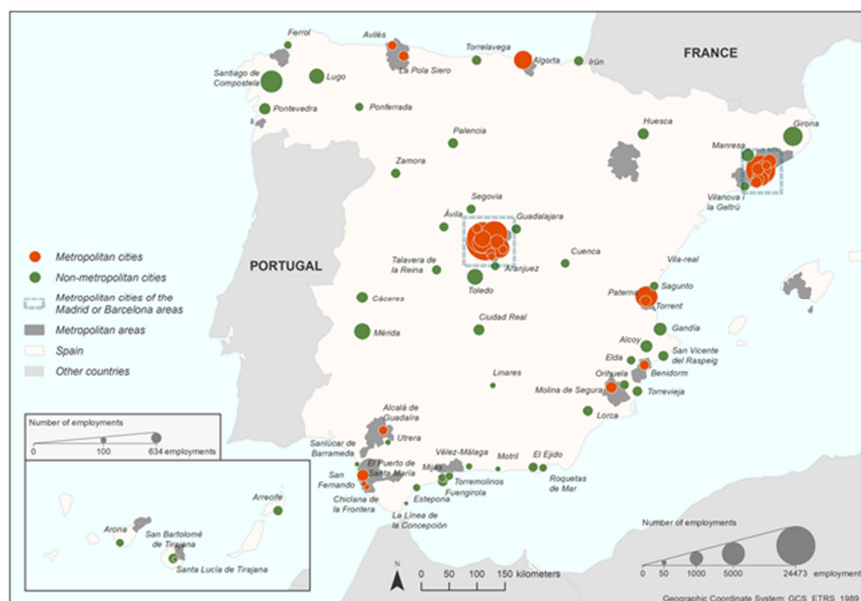 Ferrol
Avilés
Torrelavega
Algorta
La Pola Siero
Irún
FRANCE
Santiago de
Compostela
Lugo
Pontevedra
Ponferrada
Palencia
Huesca
Girona
Manresa
Zamora
Vilanova i
la Geltrú
Segovia
Ávila
Guadalajara
Metropolitan cities
Non-metropolitan cities
Metropolitan cities of the
Madrid or Barcelona areas
Metropolitan areas
Spain
Other countries
PORTUGAL
Talavera de
la Reina
Aranjuez
Cuenca
Toledo
Vila-real
Sagunto
Paterna
Torrent
Cáceres
Mérida
Ciudad Real
Gandía
Alcoy
San Vicente
del Raspeig
Elda
Benidorm
Orihuela
Linares
Molina de Segura
Torrevieja
Lorca
Alcalá de
Guadaíra
Utrera
Sanlúcar de
Barrameda
El Puerto de
Santa María
San
Fernando
Chiclana de
la Frontera
Mijas
Vélez-Málaga
Motril
El Ejido
Torremolinos
Fuengirola
Roquetas
de Mar
Estepona
La Línea de
la Concepción
Number of employments
0
100
634 employments
Arrecife
Arona
San Bartolomé
de Tirajana
Santa Lucía de Tirajana
N
0 50 100 150 kilometers
Number of employments
0 50 1000 5000 24473 employment
Geographic Coordinate System: GCS_ETRS_1989